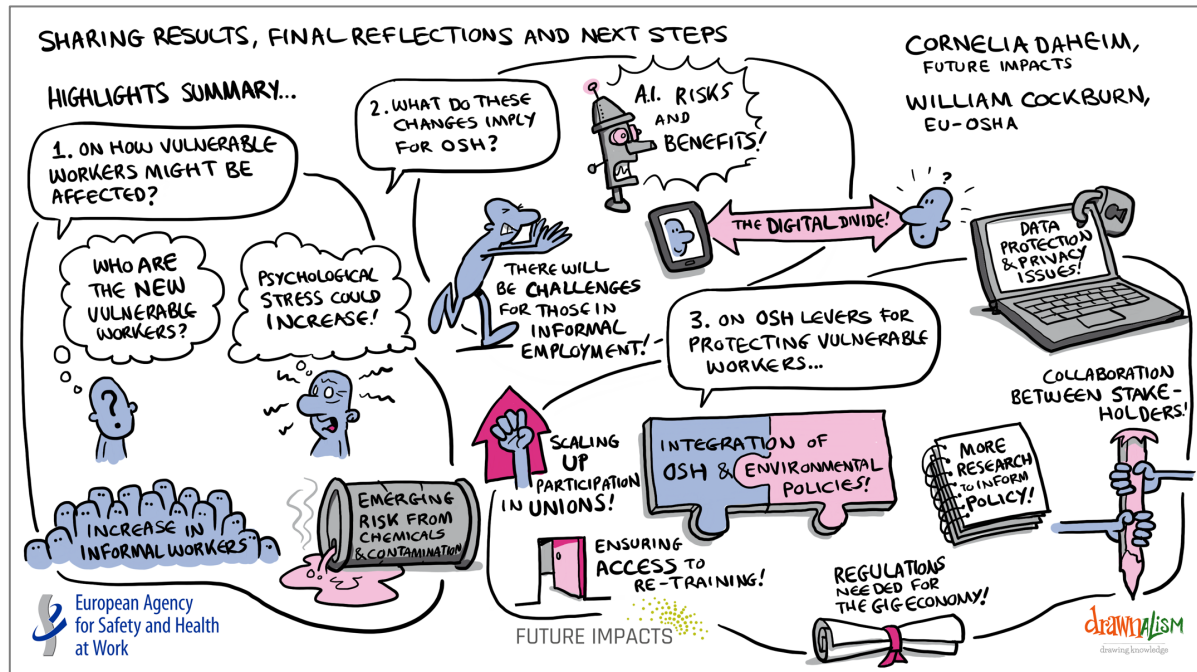 SHARING RESULTS, FINAL REFLECTIONS AND NEXT STEPS
CORNELIA DAHEIM,
FUTURE IMPACTS
WILLIAM COCKBURN,
EU-OSHA
HIGHLIGHTS SUMMARY...
1. ON HOW VULNERABLE
WORKERS MIGHT BE
AFFECTED?
WHO ARE
THE NEW
VULNERABLE
WORKERS?
?
PSYCHOLOGICAL
STRESS COULD
INCREASE!
INCREASE IN
INFORMAL WORKERS
EMERGING
RISK FROM
CHEMICALS
& CONTAMINATION
2. WHAT DO THESE
CHANGES IMPLY
FOR OSH?
A.I. RISKS
AND
BENEFITS!
THERE WILL
BE CHALLENGES
FOR THOSE IN
INFORMAL
EMPLOYMENT!
THE DIGITAL DIVIDE!
?
DATA
PROTECTION
& PRIVACY
ISSUES!
3. ON OSH LEVERS FOR
PROTECTING VULNERABLE
WORKERS...
SCALING
UP
PARTICIPATION
IN UNIONS!
INTEGRATION OF
OSH & ENVIRONMENTAL
POLICIES!
MORE
RESEARCH
TO INFORM
POLICY!
COLLABORATION
BETWEEN STAKE-
HOLDERS!
ENSURING
ACCESS TO
RE-TRAINING!
REGULATIONS
NEEDED FOR
THE GIG ECONOMY!
European Agency
for Safety and Health
at Work
FUTURE IMPACTS
drawnALISM
drawing knowledge